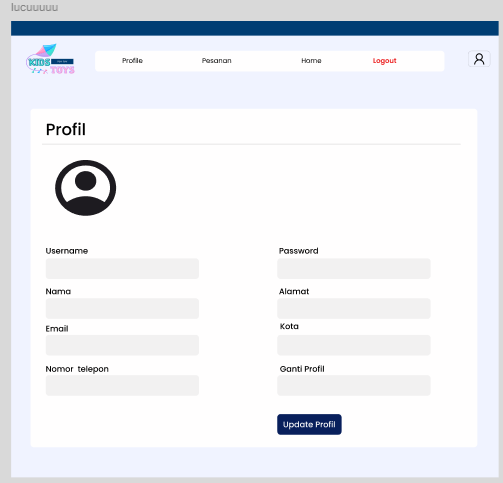 lucuuuuu
KIDS
TOYS
Profile Pesanan Home Logout
Profil
Username Password
Nama Alamat
Email Kota
Nomor telepon Ganti Profil
Update Profil